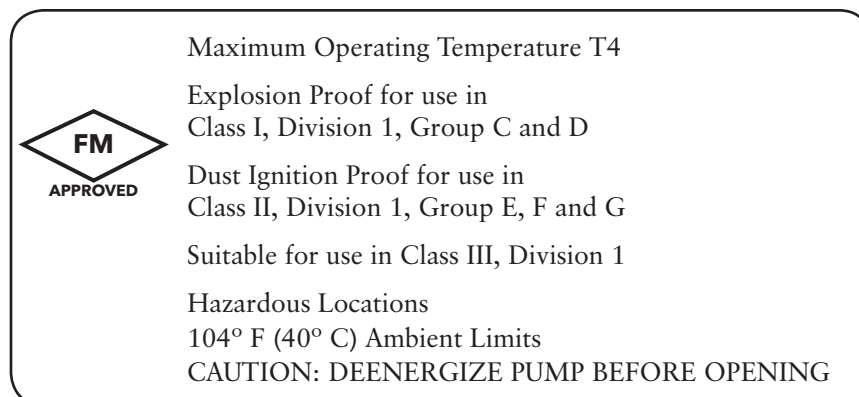 FM
APPROVED
Maximum Operating Temperature T4
Explosion Proof for use in
Class I, Division 1, Group C and D
Dust Ignition Proof for use in
Class II, Division 1, Group E, F and G
Suitable for use in Class III, Division 1
Hazardous Locations
104º F (40º C) Ambient Limits
CAUTION: DEENERGIZE PUMP BEFORE OPENING